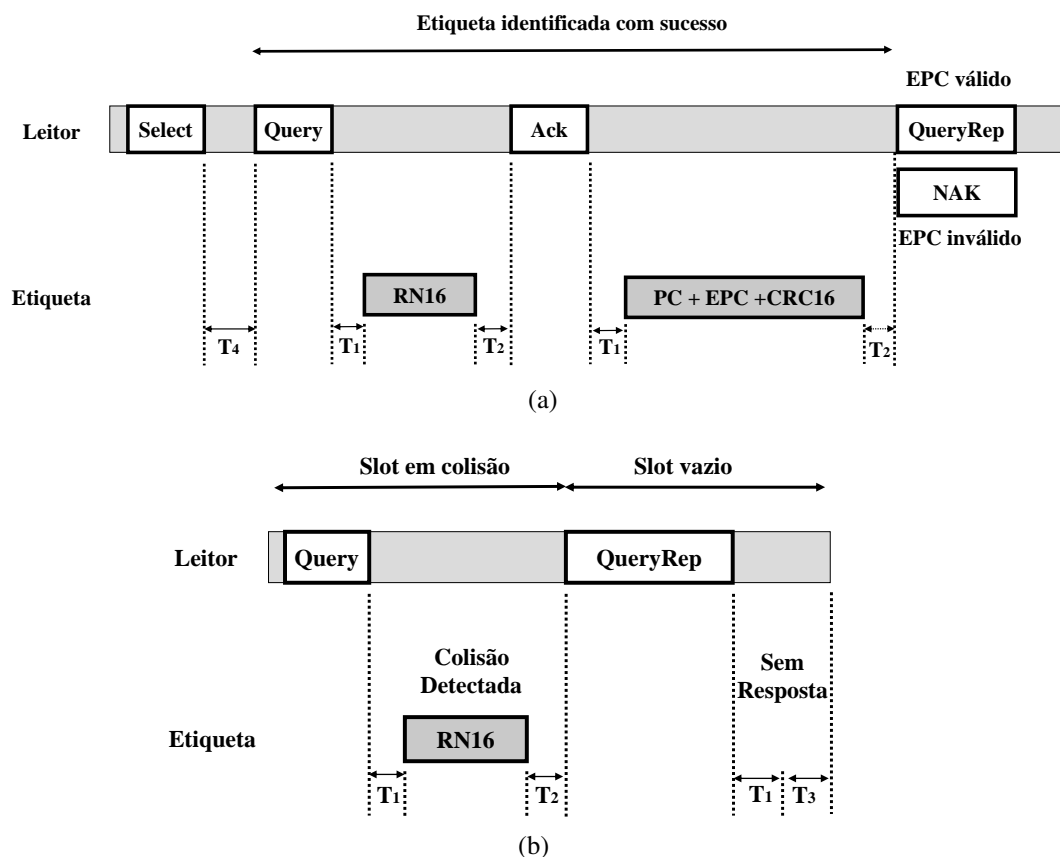 Etiqueta identificada com sucesso
EPC válido
Leitor
Select
Query
Ack
QueryRep
NAK
EPC inválido
Etiqueta
RN16
PC + EPC +CRC16
T4
T1
T2
T1
T2
(a)
Slot em colisão
Slot vazio
Leitor
Query
QueryRep
Colisão
Detectada
Sem
Resposta
Etiqueta
RN16
T1
T2
T1
T3
(b)